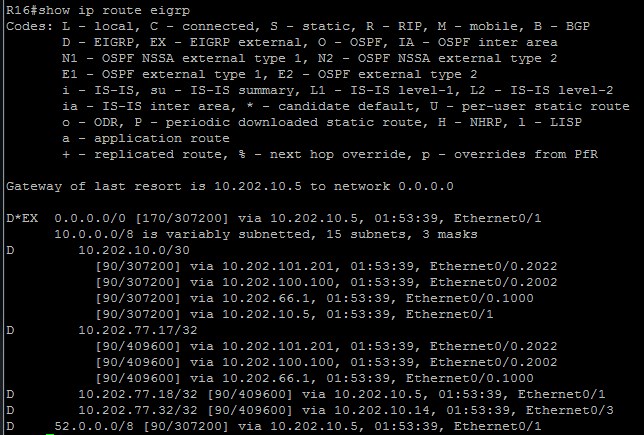 R16#show ip route eigrp
Codes: L - local, C - connected, S - static, R - RIP, M - mobile, B - BGP
D - EIGRP, EX - EIGRP external, O - OSPF, IA - OSPF inter area
N1 - OSPF NSSA external type 1, N2 - OSPF NSSA external type 2
E1 - OSPF external type 1, E2 - OSPF external type 2
i - IS-IS, su - IS-IS summary, L1 - IS-IS level-1, L2 - IS-IS level-2
ia - IS-IS inter area, * - candidate default, U - per-user static route
o - ODR, P - periodic downloaded static route, H - NHRP, l - LISP
a - application route
+ - replicated route, % - next hop override, p - overrides from PfR
Gateway of last resort is 10.202.10.5 to network 0.0.0.0
D*EX 0.0.0.0/0 [170/307200] via 10.202.10.5, 01:53:39, Ethernet0/1
10.0.0.0/8 is variably subnetted, 15 subnets, 3 masks
D 10.202.10.0/30
[90/307200] via 10.202.101.201, 01:53:39, Ethernet0/0.2022
[90/307200] via 10.202.100.100, 01:53:39, Ethernet0/0.2002
[90/307200] via 10.202.66.1, 01:53:39, Ethernet0/0.1000
[90/307200] via 10.202.10.5, 01:53:39, Ethernet0/1
D 10.202.77.17/32
[90/409600] via 10.202.101.201, 01:53:39, Ethernet0/0.2022
[90/409600] via 10.202.100.100, 01:53:39, Ethernet0/0.2002
[90/409600] via 10.202.66.1, 01:53:39, Ethernet0/0.1000
D 10.202.77.18/32 [90/409600] via 10.202.10.5, 01:53:39, Ethernet0/1
D 10.202.77.32/32 [90/409600] via 10.202.10.14, 01:53:39, Ethernet0/3
D 52.0.0.0/8 [90/307200] via 10.202.10.5, 01:53:39, Ethernet0/1